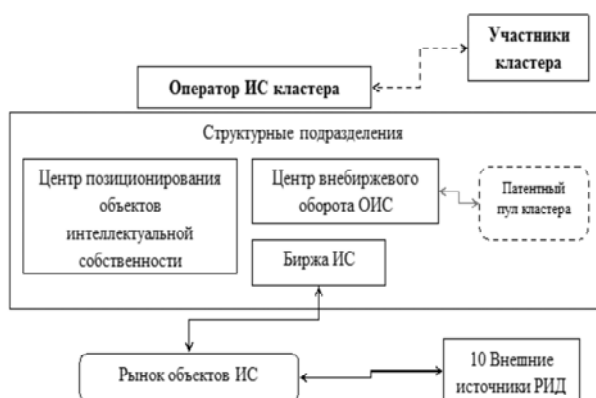 Участники
кластера
Оператор ИС кластера
Структурные подразделения
Центр позиционирования
объектов
интеллектуальной
собственности
Центр внебиржевого
оборота ОИС
Патентный
пул кластера
Биржа ИС
Рынок объектов ИС
10 Внешние
источники РИД